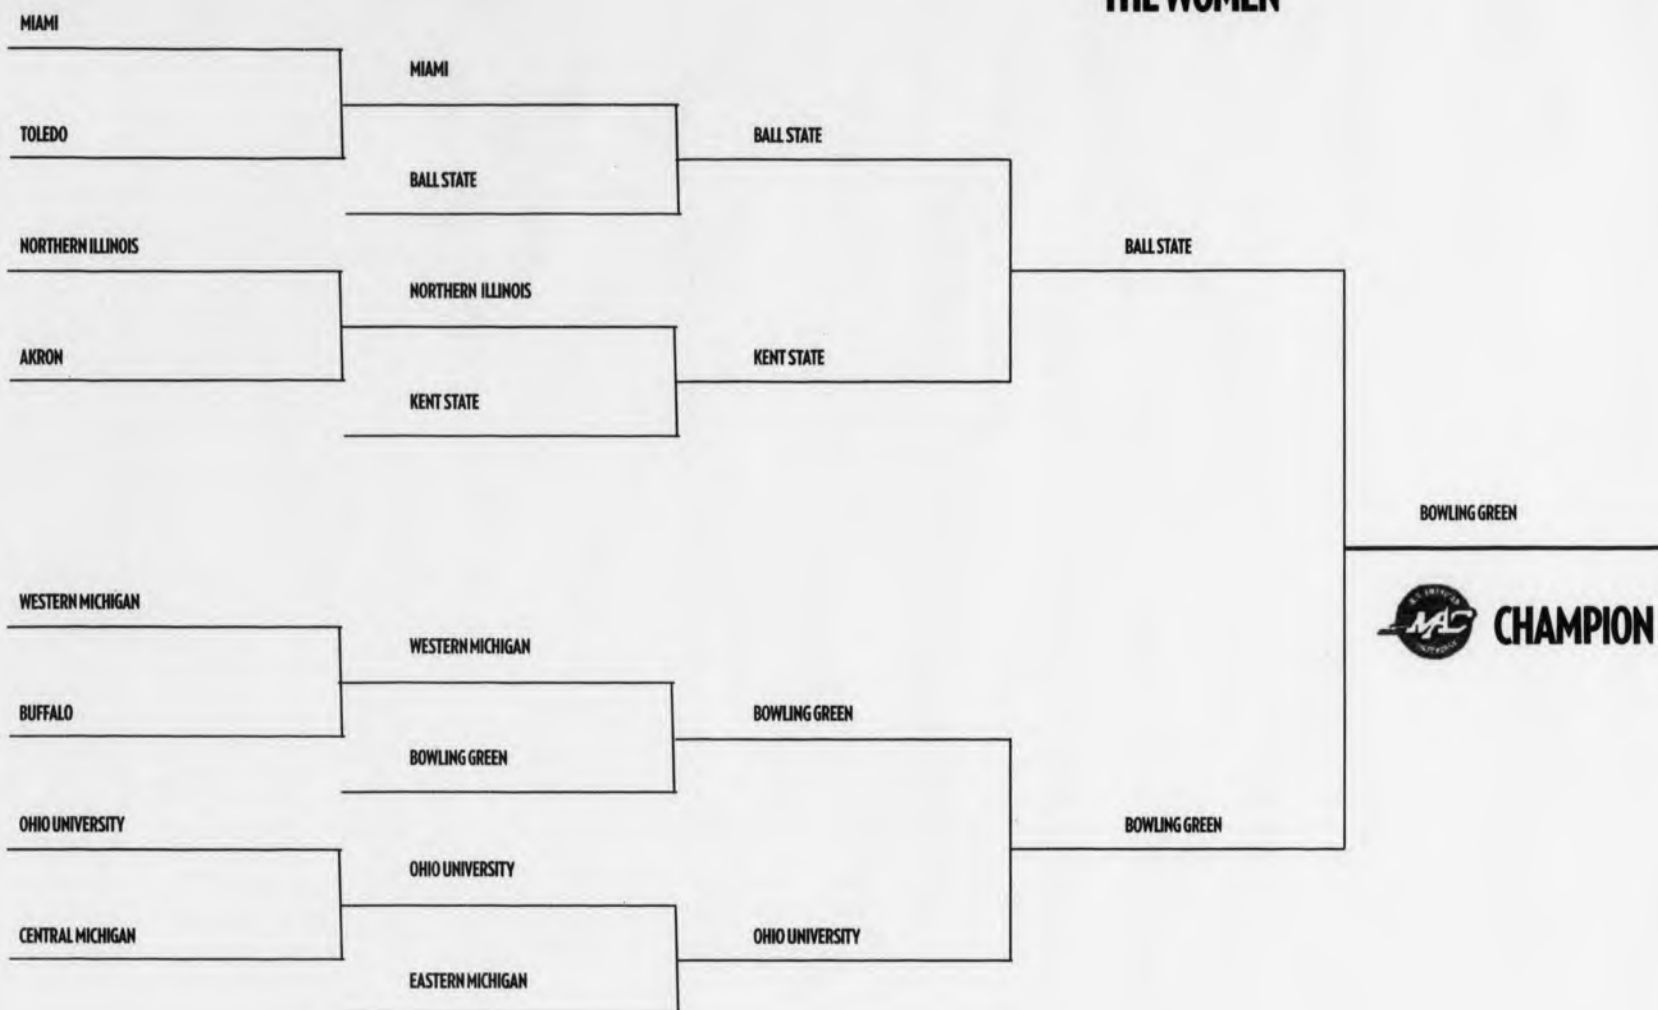 THE WOMEN
MIAMI
TOLEDO
NORTHERN ILLINOIS
AKRON
WESTERN MICHIGAN
BUFFALO
OHIO UNIVERSITY
CENTRAL MICHIGAN
MIAMI
BALL STATE
NORTHERN ILLINOIS
KENT STATE
WESTERN MICHIGAN
BOWLING GREEN
OHIO UNIVERSITY
EASTERN MICHIGAN
BALL STATE
KENT STATE
BOWLING GREEN
OHIO UNIVERSITY
BALL STATE
BOWLING GREEN
BOWLING GREEN
MAC CHAMPION